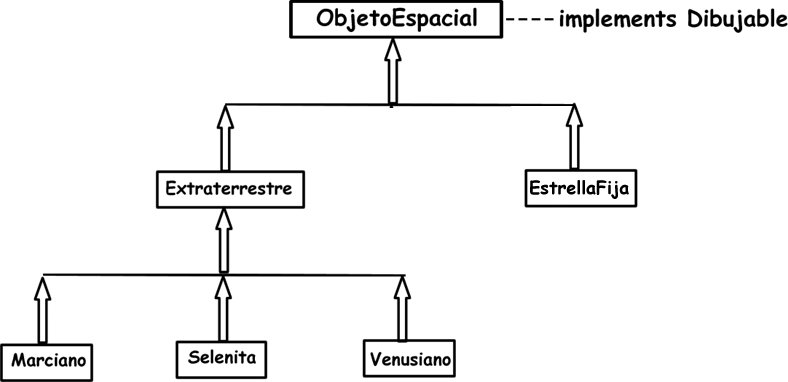 ObjetoEspacial ---- implements Dibujable
Extraterrestre
EstrellaFija
Marciano
Selenita
Venusiano